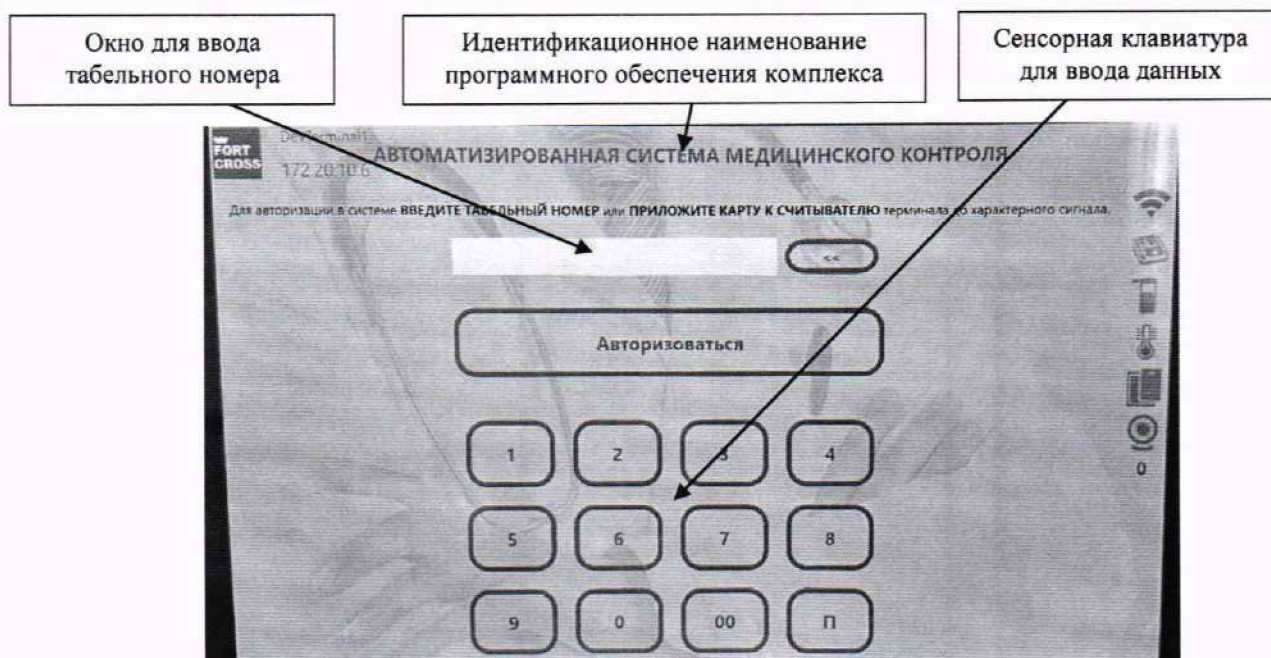 Окно для ввода
табельного номера
Идентификационное наименование
программного обеспечения комплекса
Сенсорная клавиатура
для ввода данных
FORT
CROSS
DevTerminal1
172.20.10.6
АВТОМАТИЗИРОВАННАЯ СИСТЕМА МЕДИЦИНСКОГО КОНТРОЛЯ
Для авторизации в системе ВВЕДИТЕ ТАБЕЛЬНЫЙ НОМЕР или ПРИЛОЖИТЕ КАРТУ К СЧИТЫВАТЕЛЮ терминала до характерного сигнала.
<<
Авторизоваться
1 2 3 4
0
5 6 7 8
9 0 00 П